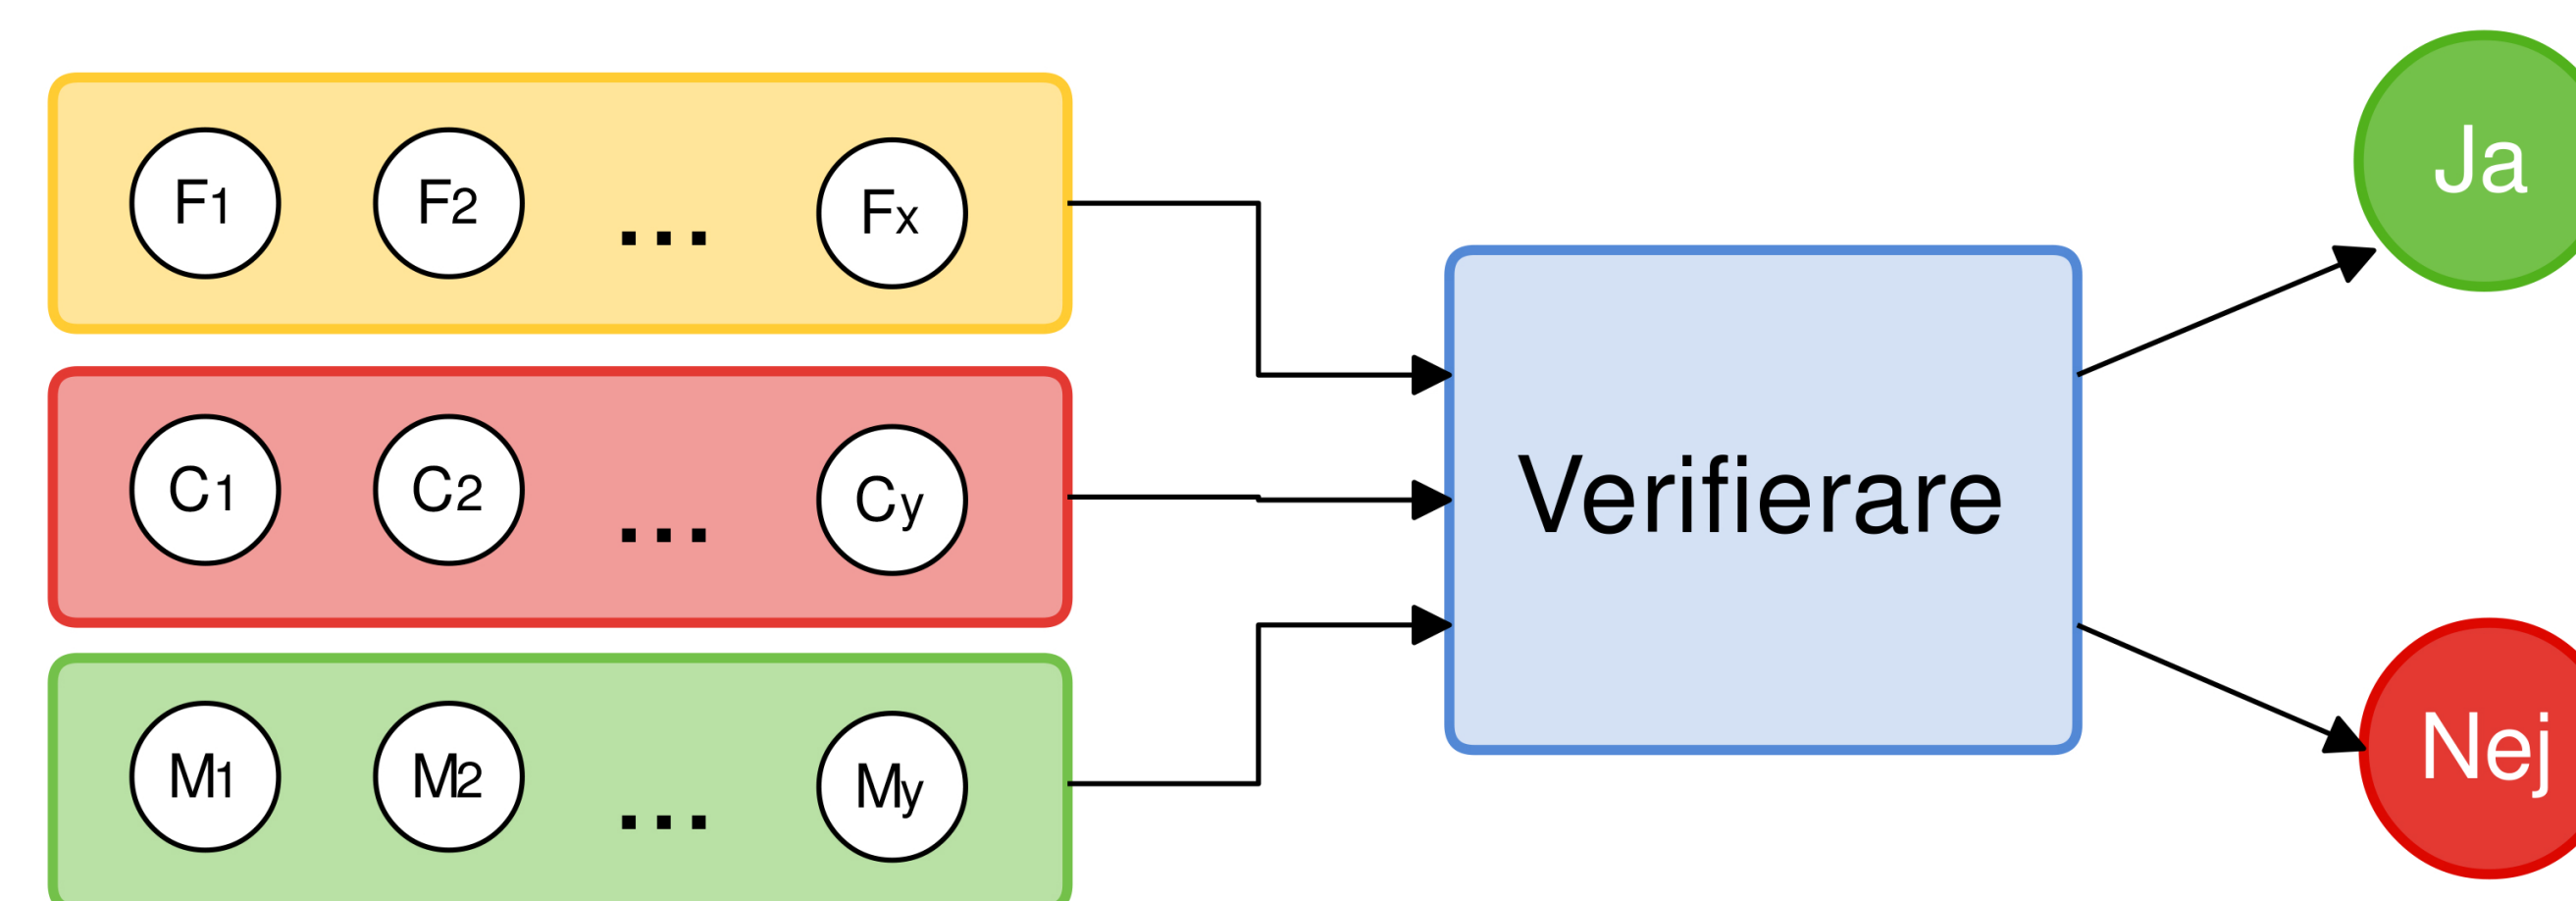 F1 F2 ... Fx
C1 C2 ... Cy
M1 M2 ... My
Verifierare
Ja
Nej